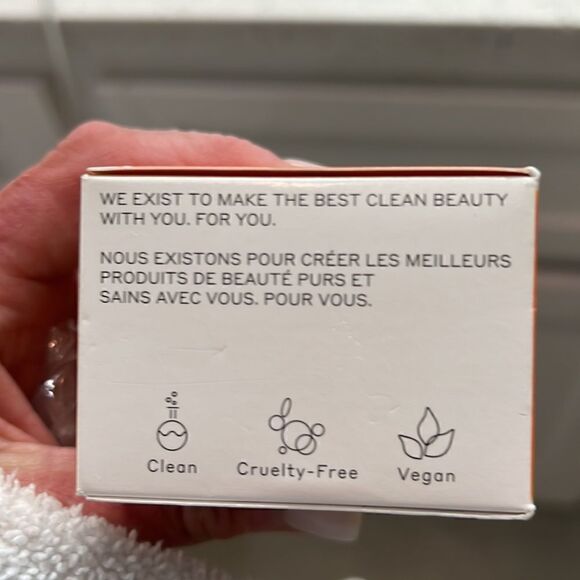 WE EXIST TO MAKE THE BEST CLEAN BEAUTY
WITH YOU. FOR YOU.
NOUS EXISTONS POUR CRÉER LES MEILLEURS
PRODUITS DE BEAUTÉ PURS ET
SAINS AVEC VOUS. POUR VOUS.
Clean Cruelty-Free Vegan